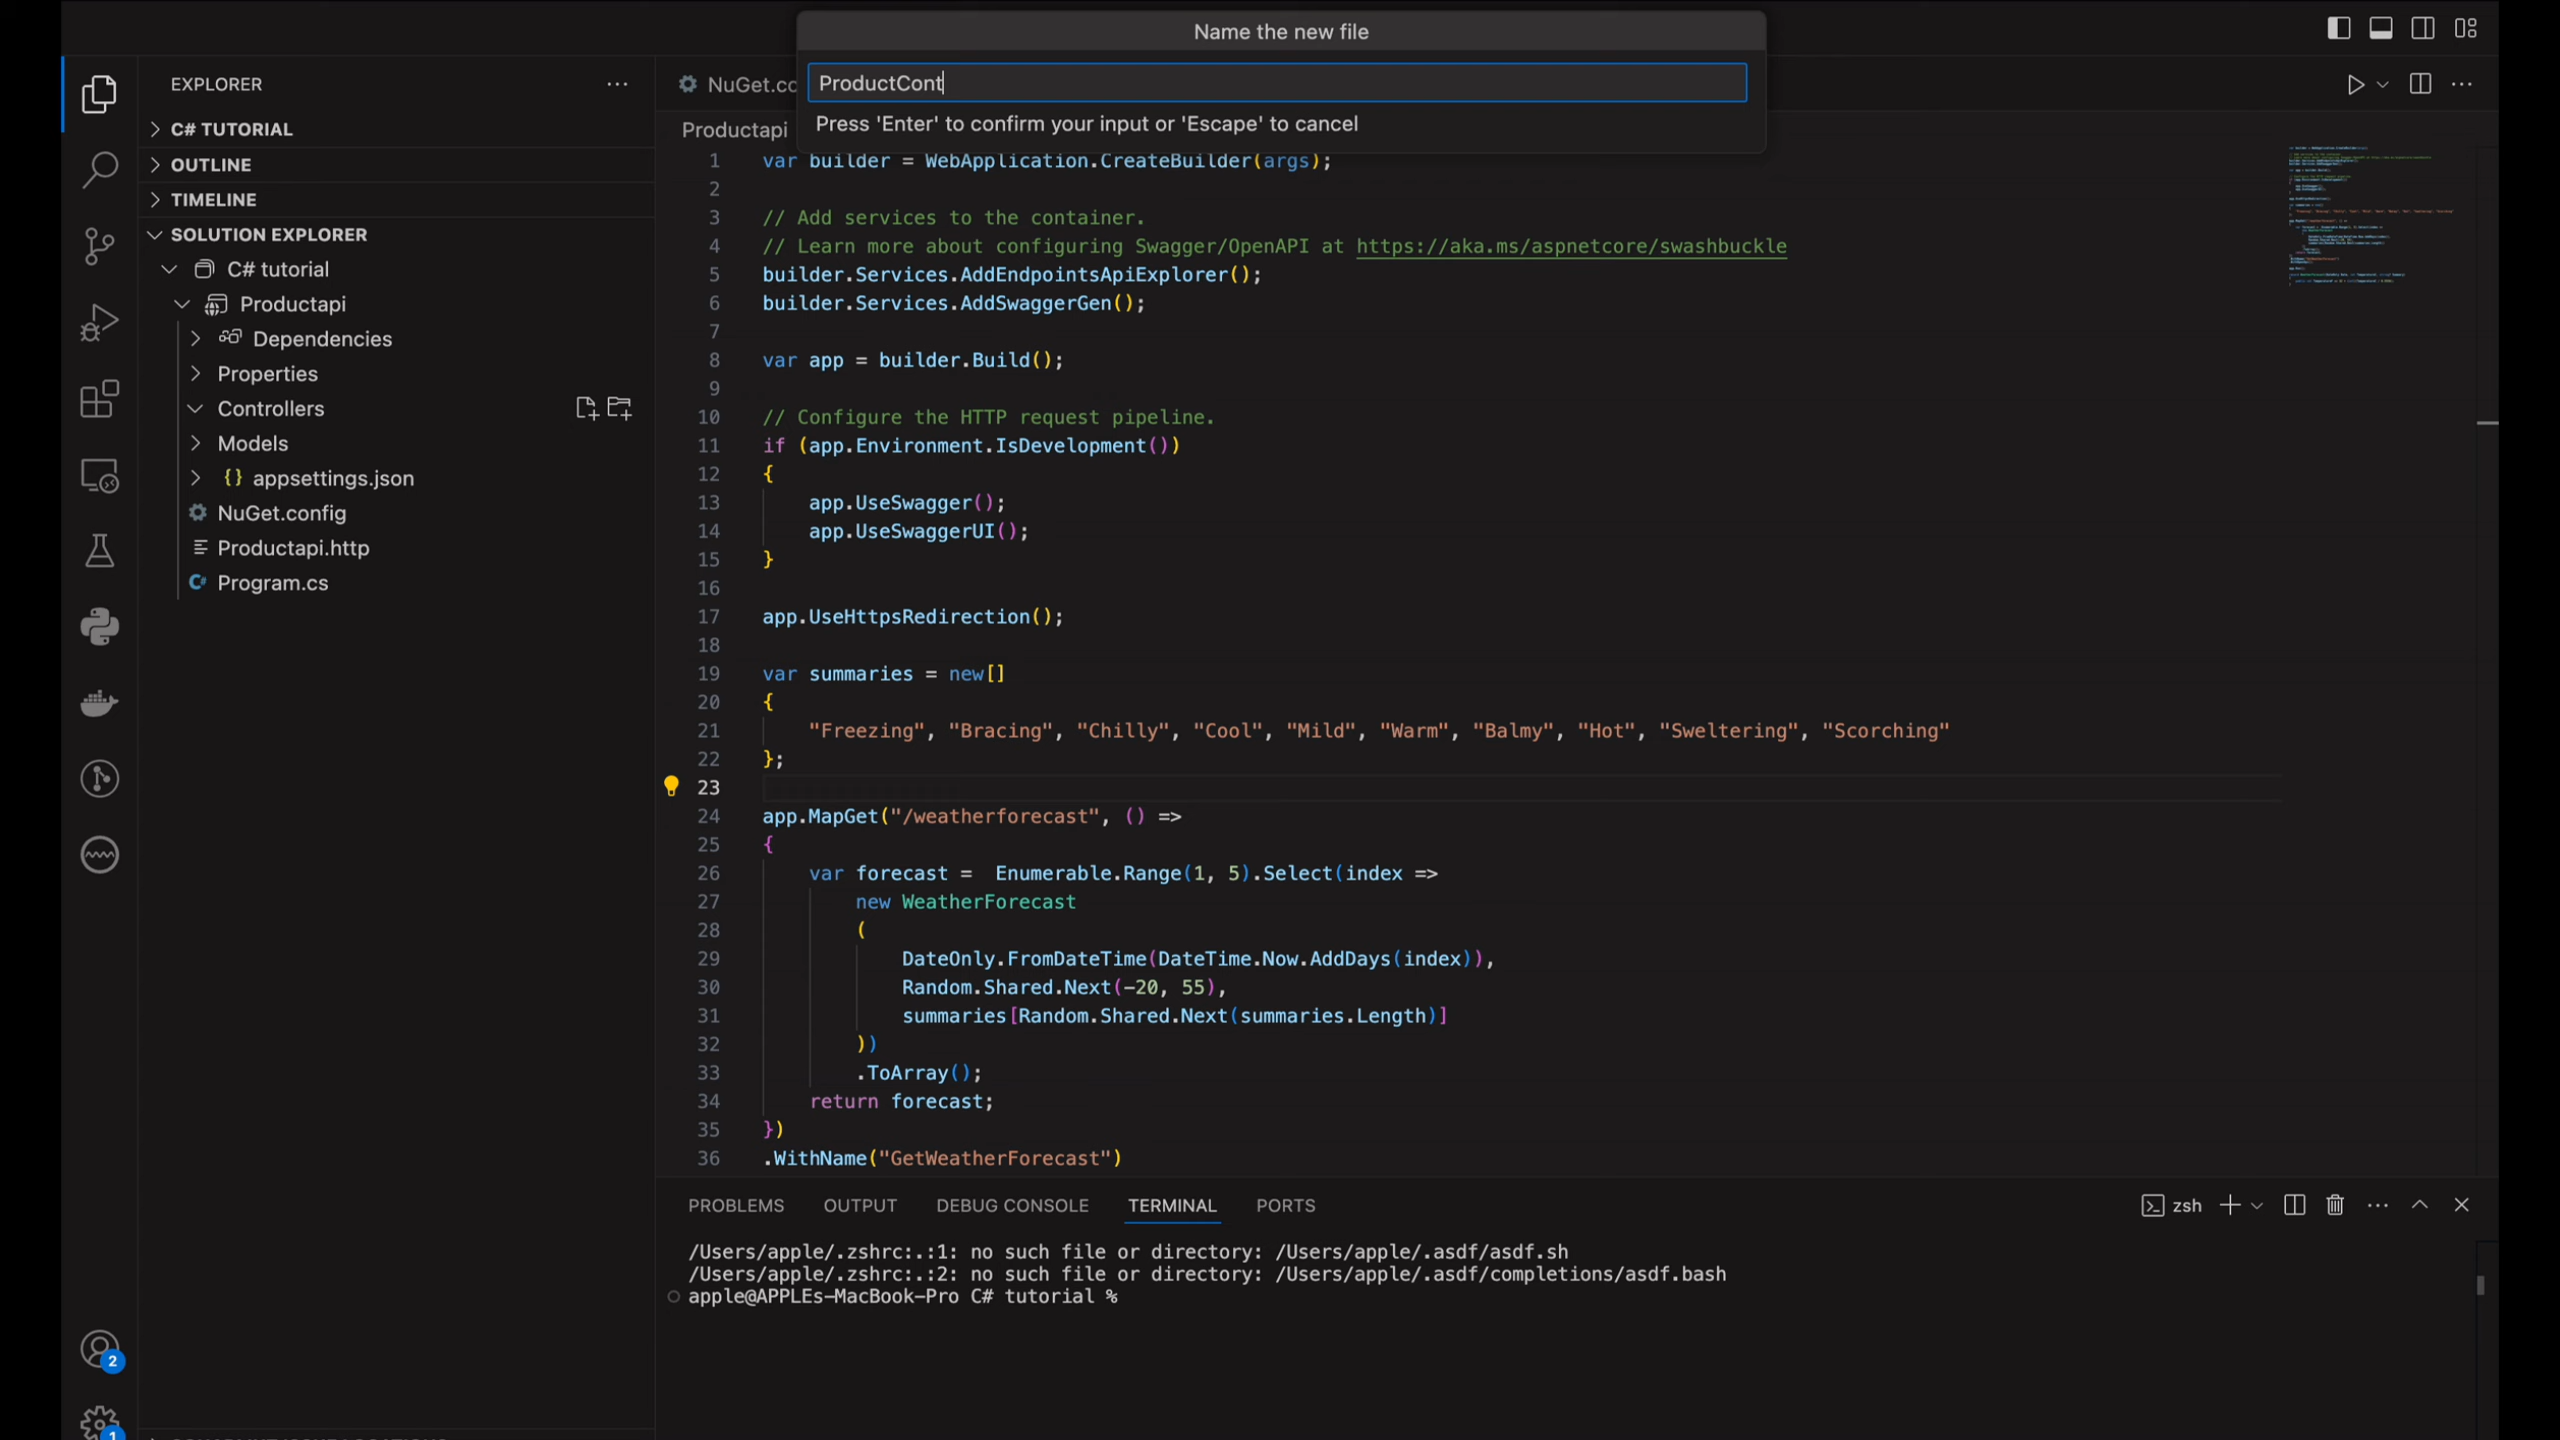 Name the new file
ProductCont
Press 'Enter' to confirm your input or 'Escape' to cancel
EXPLORER
C# TUTORIAL
OUTLINE
TIMELINE
SOLUTION EXPLORER
C# tutorial
Productapi
Dependencies
Properties
Controllers
Models
{} appsettings.json
NuGet.config
Productapi.http
C# Program.cs
2
1
NuGet.co
Productapi
1 var builder = WebApplication.CreateBuilder(args);
2
3 // Add services to the container.
4 // Learn more about configuring Swagger/OpenAPI at https://aka.ms/aspnetcore/swashbuckle
5 builder.Services.AddEndpointsApiExplorer();
6 builder.Services.AddSwaggerGen();
7
8 var app = builder.Build();
9
10 // Configure the HTTP request pipeline.
11 if (app.Environment.IsDevelopment())
12 {
13     app.UseSwagger();
14     app.UseSwaggerUI();
15 }
16
17 app.UseHttpsRedirection();
18
19 var summaries = new[]
20 {
21     "Freezing", "Bracing", "Chilly", "Cool", "Mild", "Warm", "Balmy", "Hot", "Sweltering", "Scorching"
22 };
23
24 app.MapGet("/weatherforecast", () =>
25 {
26     var forecast =  Enumerable.Range(1, 5).Select(index =>
27         new WeatherForecast
28         (
29             DateOnly.FromDateTime(DateTime.Now.AddDays(index)),
30             Random.Shared.Next(-20, 55),
31             summaries[Random.Shared.Next(summaries.Length)]
32         ))
33         .ToArray();
34     return forecast;
35 })
36 .WithName("GetWeatherForecast")
PROBLEMS OUTPUT DEBUG CONSOLE TERMINAL PORTS
zsh
/Users/apple/.zshrc:.:1: no such file or directory: /Users/apple/.asdf/asdf.sh
/Users/apple/.zshrc:.:2: no such file or directory: /Users/apple/.asdf/completions/asdf.bash
apple@APPLEs-MacBook-Pro C# tutorial %